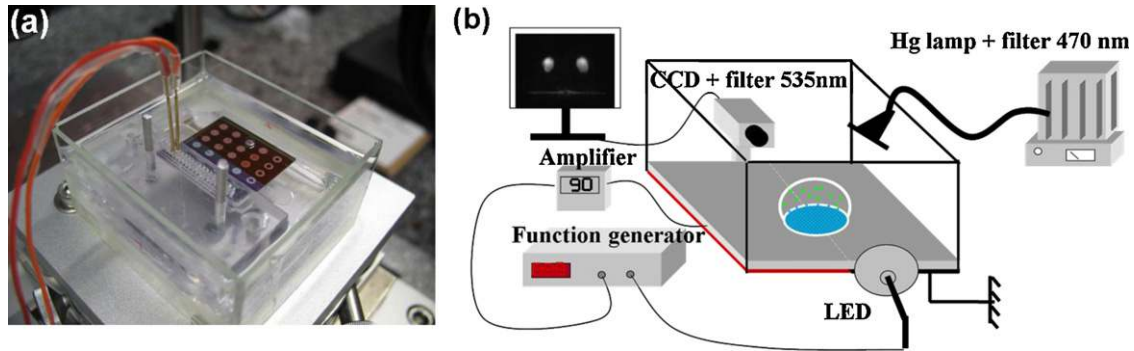 (a)
(b)
Hg lamp + filter 470 nm
CCD + filter 535nm
Amplifier
90
Function generator
LED